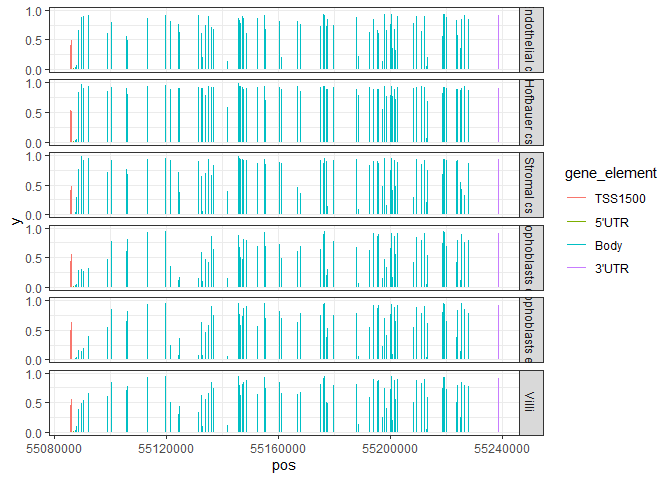 1.0
0.5
0.0
ndothelial c
1.0
0.5
0.0
Hofbauer cs
1.0
0.5
0.0
Stromal cs
1.0
0.5
0.0
ophoblasts e
1.0
0.5
0.0
ophoblasts e
1.0
0.5
0.0
Villi
y
55080000 55120000 55160000 55200000 55240000
pos
gene_element
TSS1500
5'UTR
Body
3'UTR